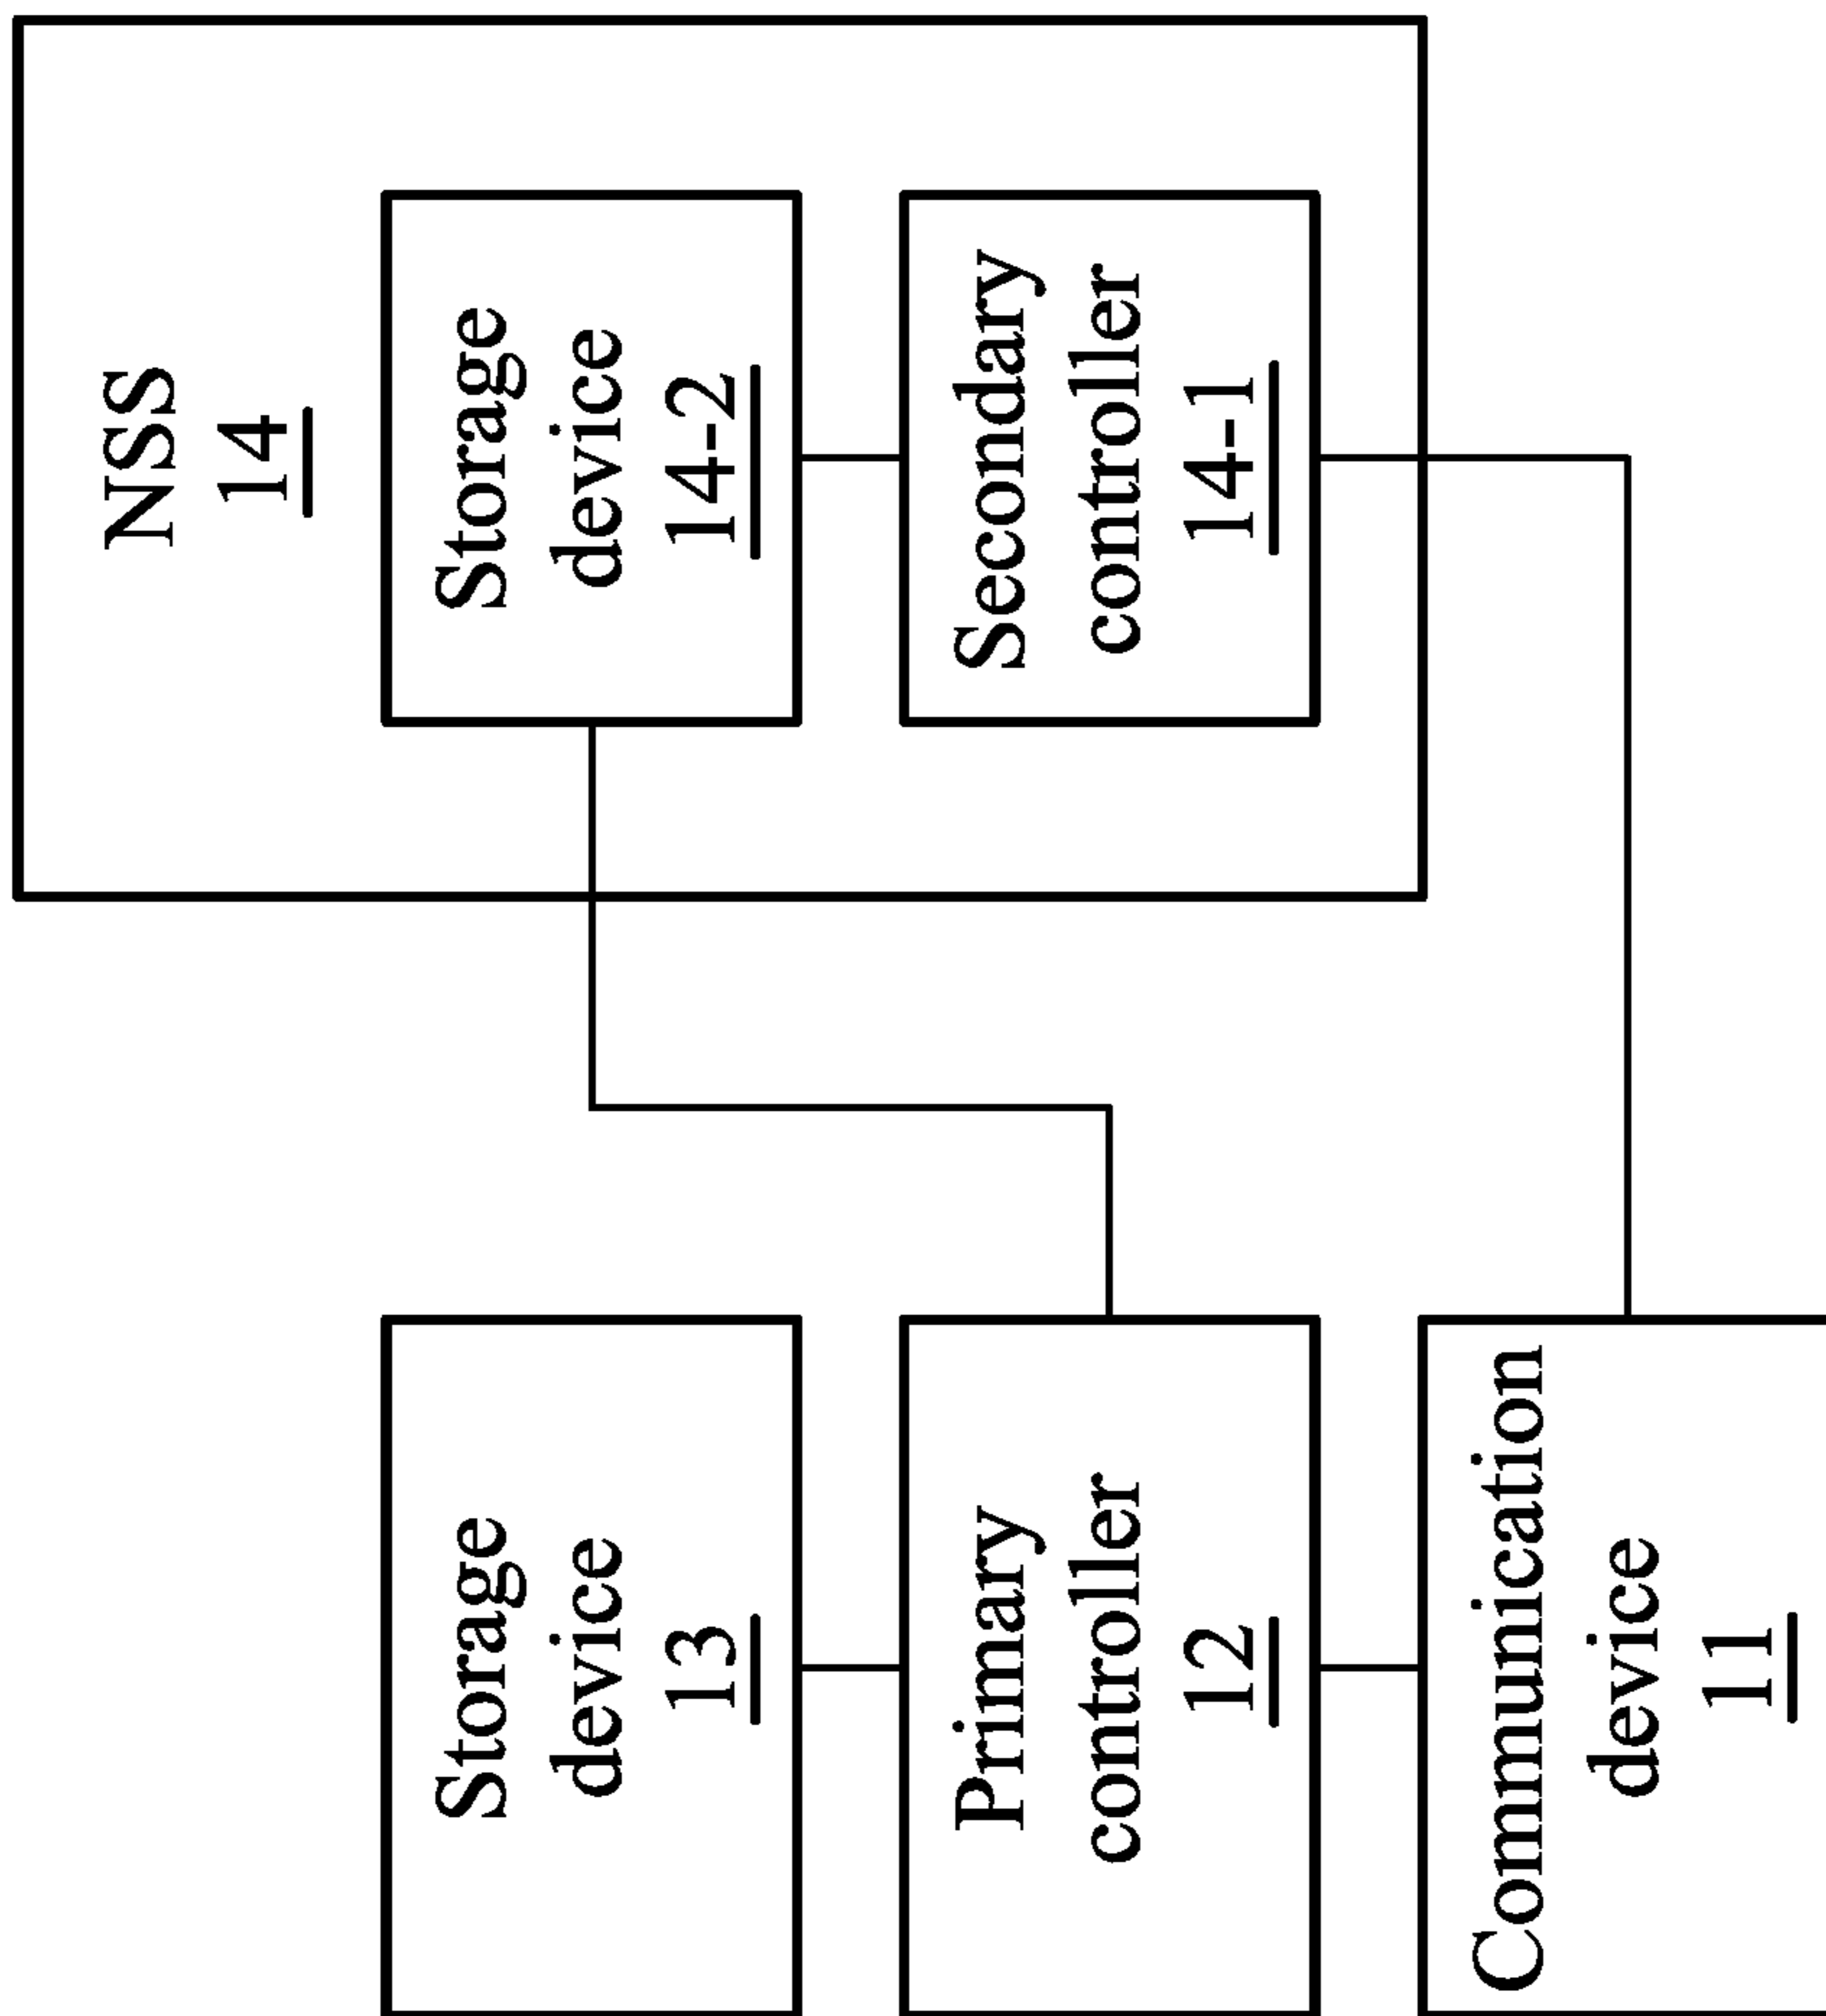 NSS
14
Storage
device
14-2
Secondary
controller
14-1
Storage
device
13
Primary
controller
12
Communication
device
11